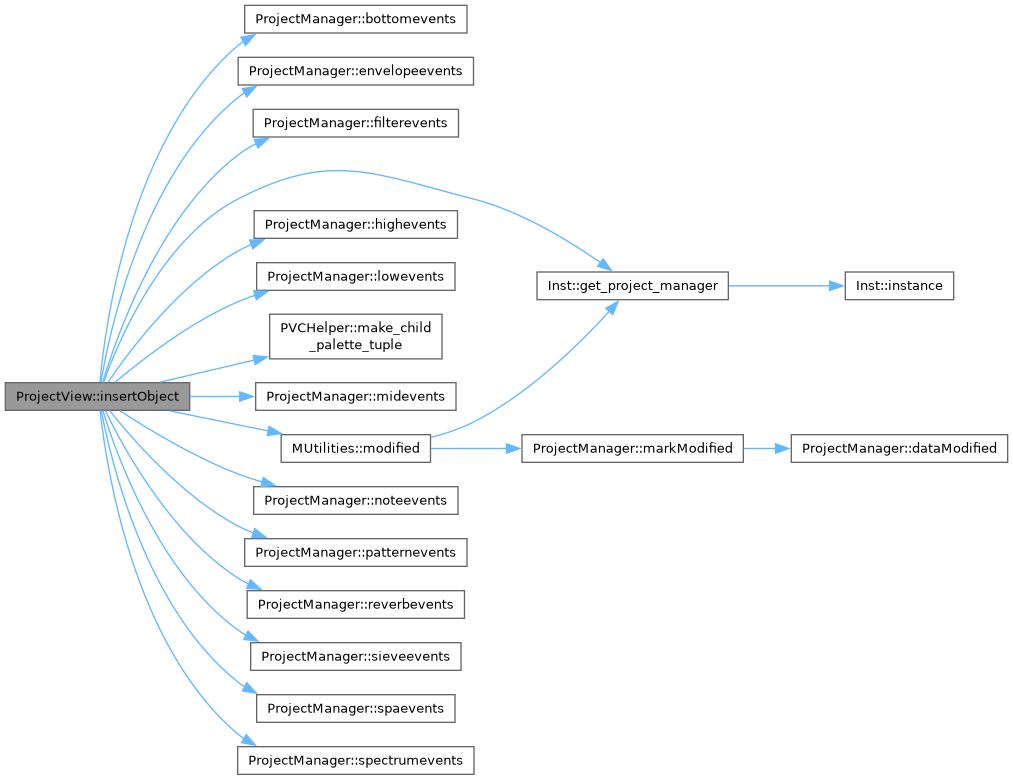 ProjectManager::bottomevents
ProjectManager::envelopeevents
ProjectManager::filterevents
ProjectManager::highevents
ProjectManager::lowevents
Inst::get_project_manager
Inst::instance
PVCHelper::make_child
_palette_tuple
ProjectView::insertObject
ProjectManager::midevents
MUtilities::modified
ProjectManager::markModified
ProjectManager::dataModified
ProjectManager::noteevents
ProjectManager::patternevents
ProjectManager::reverbevents
ProjectManager::sieveevents
ProjectManager::spaevents
ProjectManager::spectrumevents